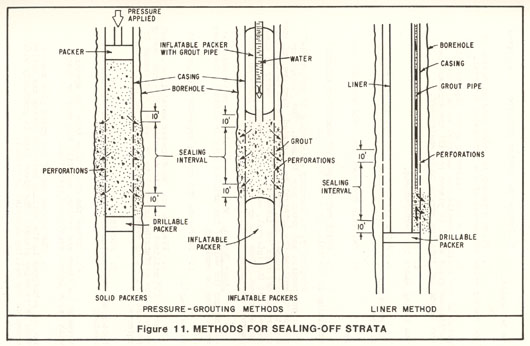 PRESSURE
APPLIED
PACKER
CASING
BOREHOLE
10'
SEALING
INTERVAL
PERFORATIONS
10'
DRILLABLE
PACKER
SOLID PACKERS
INFLATABLE PACKER
WITH GROUT PIPE
WATER
10'
GROUT
PERFORATIONS
10'
INFLATABLE
PACKER
INFLATABLE PACKERS
PRESSURE-GROUTING METHODS
BOREHOLE
CASING
LINER
GROUT PIPE
10'
PERFORATIONS
SEALING
INTERVAL
10'
DRILLABLE
PACKER
LINER METHOD
Figure 11. METHODS FOR SEALING-OFF STRATA